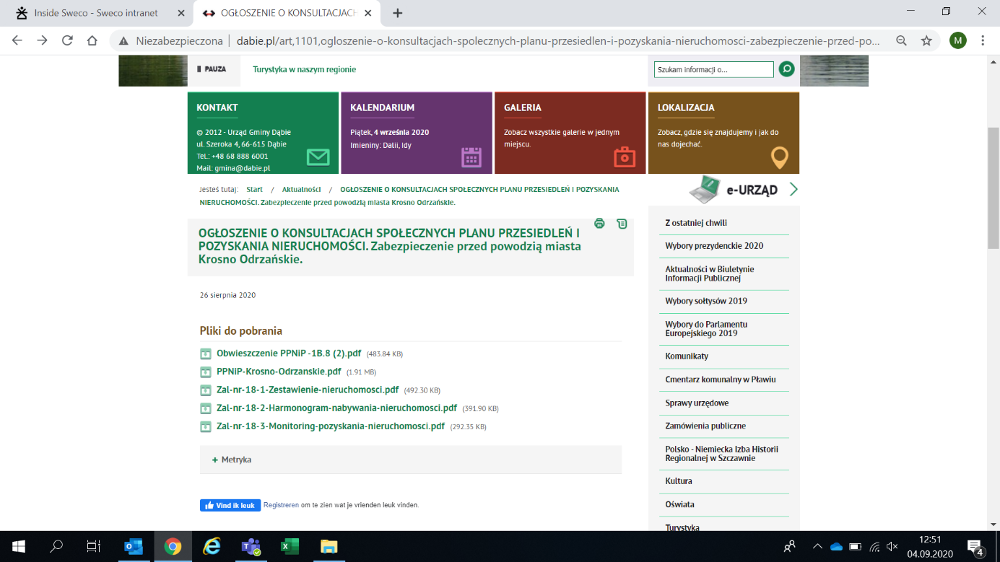 Inside Sweco - Sweco intranet
OGŁOSZENIE O KONSULTACJACH
Niezabezpieczona
dabie.pl/art,1101,ogloszenie-o-konsultacjach-spolecznych-planu-przesiedlen-i-pozyskania-nieruchomosci-zabezpieczenie-przed-po...
M
PAUZA
Turystyka w naszym regionie
Szukam informacji o...
KONTAKT
© 2012 - Urząd Gminy Dąbie
ul. Szeroka 4, 66-615 Dąbie
Tel.: +48 68 888 6001
Mail: gmina@dabie.pl
KALENDARIUM
Piątek, 4 września 2020
Imieniny: Dalii, Idy
GALERIA
Zobacz wszystkie galerie w jednym
miejscu.
LOKALIZACJA
Zobacz, gdzie się znajdujemy i jak do
nas dojechać.
Jesteś tutaj: Start / Aktualności / OGŁOSZENIE O KONSULTACJACH SPOŁECZNYCH PLANU PRZESIEDLEŃ I POZYSKANIA
NIERUCHOMOŚCI. Zabezpieczenie przed powodzią miasta Krosno Odrzańskie.
OGŁOSZENIE O KONSULTACJACH SPOŁECZNYCH PLANU PRZESIEDLEŃ I
POZYSKANIA NIERUCHOMOŚCI. Zabezpieczenie przed powodzią miasta
Krosno Odrzańskie.
26 sierpnia 2020
Pliki do pobrania
Obwieszczenie PPNiP -1B.8 (2).pdf (483.84 KB)
PPNiP-Krosno-Odrzanskie.pdf (1.91 MB)
Zal-nr-18-1-Zestawienie-nieruchomosci.pdf (492.30 KB)
Zal-nr-18-2-Harmonogram-nabywania-nieruchomosci.pdf (391.90 KB)
Zal-nr-18-3-Monitoring-pozyskania-nieruchomosci.pdf (292.35 KB)
+ Metryka
Vind ik leuk Registreren om te zien wat je vrienden leuk vinden.
e-URZĄD
Z ostatniej chwili
Wybory prezydenckie 2020
Aktualności w Biuletynie
Informacji Publicznej
Wybory sołtysów 2019
Wybory do Parlamentu
Europejskiego 2019
Komunikaty
Cmentarz komunalny w Pławiu
Sprawy urzędowe
Zamówienia publiczne
Polsko - Niemiecka Izba Historii
Regionalnej w Szczawnie
Kultura
Oświata
Turystyka
12:51
04.09.2020
4